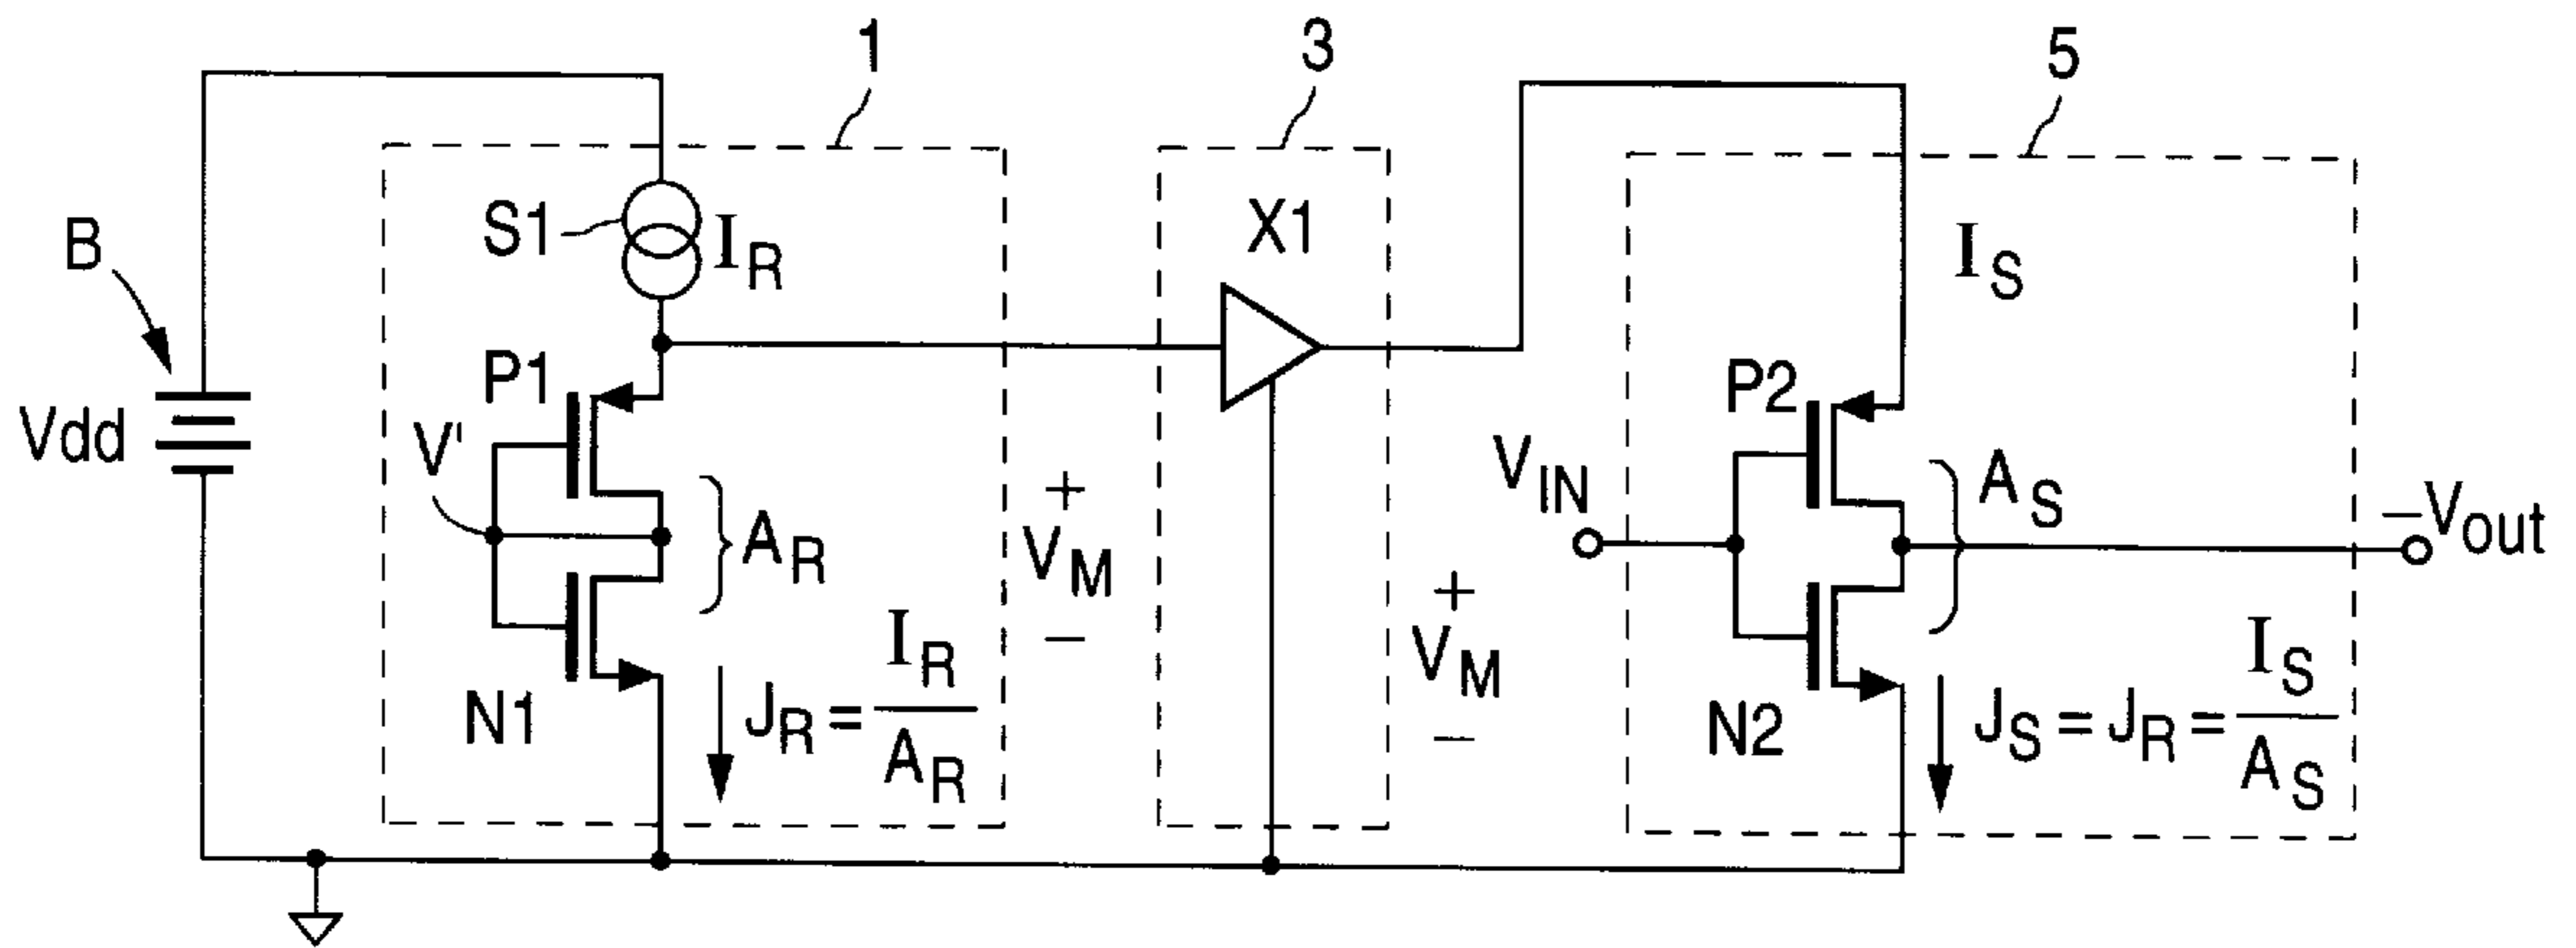 1
3
5
B
Vdd
S1
I_R
P1
V'
A_R
N1
J_R = I_R / A_R
+
V_M
−
X1
+
V_M
−
I_S
P2
V_IN
A_S
N2
−Vout
J_S = J_R = I_S / A_S